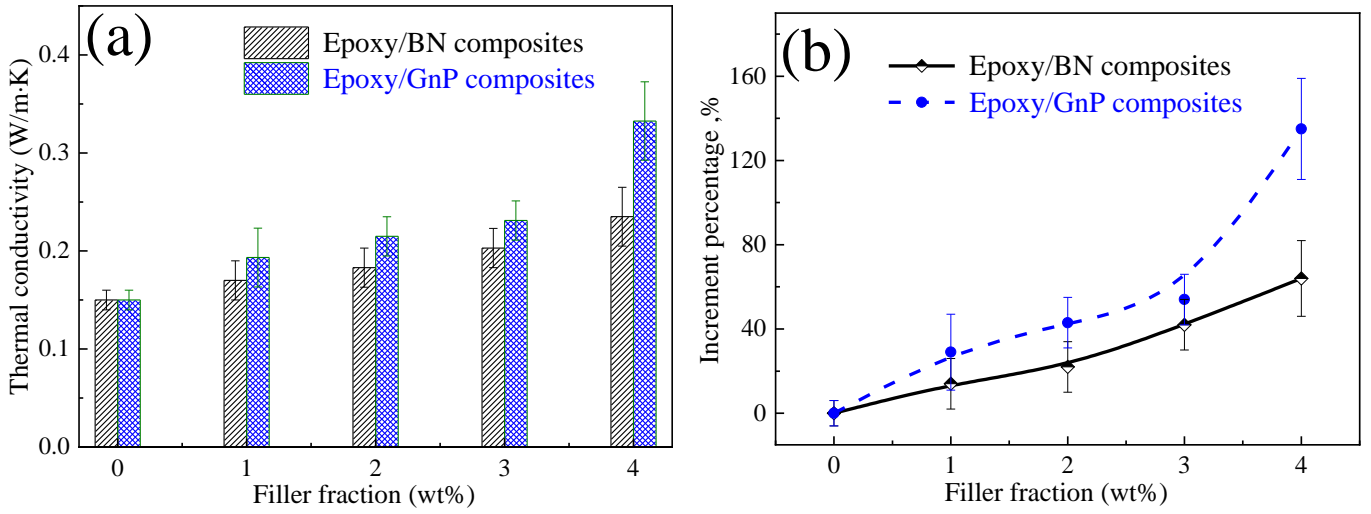 (a)
Epoxy/BN composites
Epoxy/GnP composites
Thermal conductivity (W/m·K)
0.4
0.3
0.2
0.1
0.0
0 1 2 3 4
Filler fraction (wt%)
(b)
Epoxy/BN composites
Epoxy/GnP composites
Increment percentage ,%
160
120
80
40
0
0 1 2 3 4
Filler fraction (wt%)